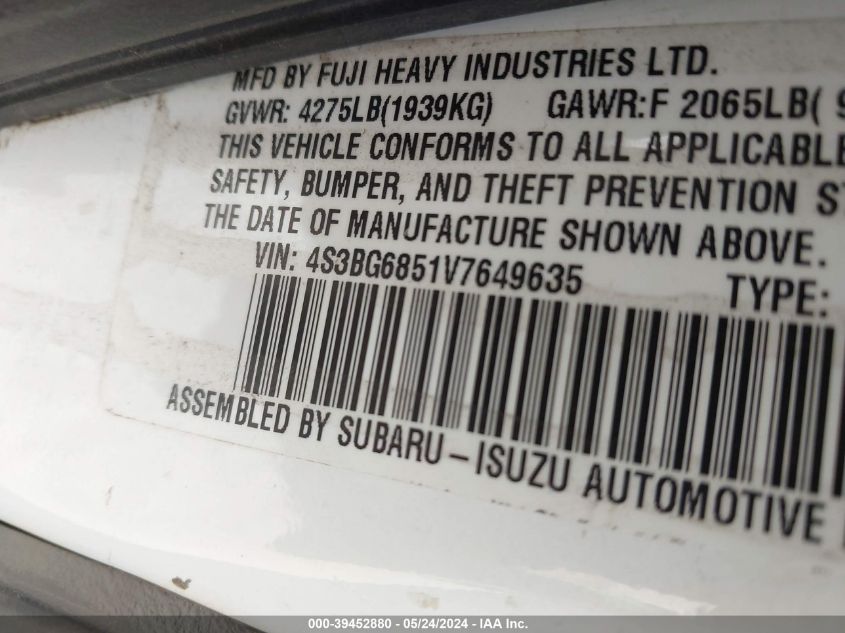 MFD BY FUJI HEAVY INDUSTRIES LTD.
GVWR: 4275LB(1939KG) GAWR:F 2065LB( 9
THIS VEHICLE CONFORMS TO ALL APPLICABLE
SAFETY, BUMPER, AND THEFT PREVENTION ST
THE DATE OF MANUFACTURE SHOWN ABOVE.
VIN: 4S3BG6851V7649635 TYPE:
ASSEMBLED BY SUBARU-ISUZU AUTOMOTIVE
000-39452880 - 05/24/2024 - IAA Inc.